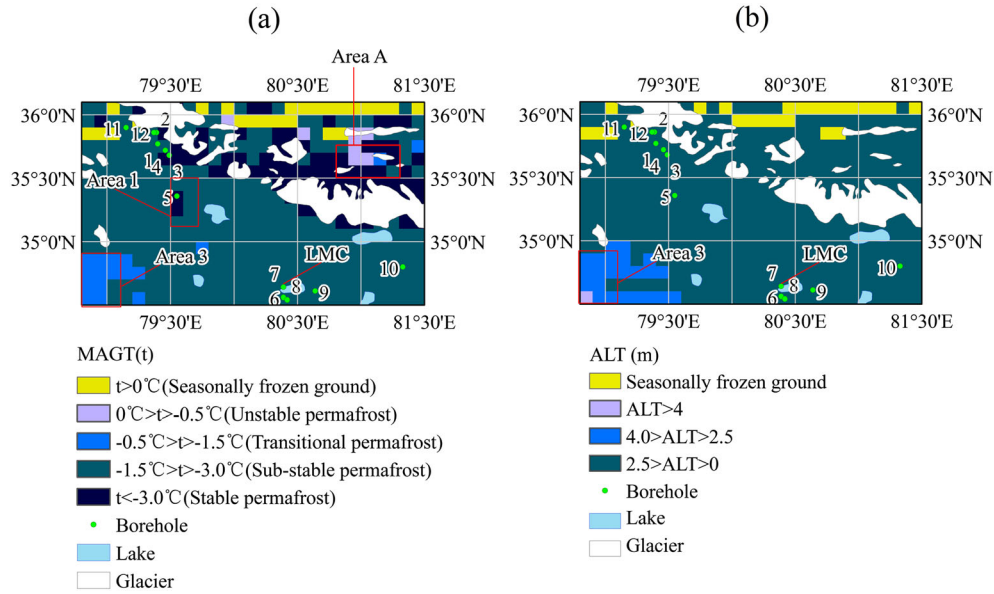 (a)
Area A
79°30'E 80°30'E 81°30'E
36°0'N
35°30'N
35°0'N
11
12
2
1
4
3
5
Area 1
Area 3
LMC
7
8
6
9
10
79°30'E 80°30'E 81°30'E
MAGT(t)
t>0℃(Seasonally frozen ground)
0℃>t>-0.5℃(Unstable permafrost)
-0.5℃>t>-1.5℃(Transitional permafrost)
-1.5℃>t>-3.0℃(Sub-stable permafrost)
t<-3.0℃(Stable permafrost)
Borehole
Lake
Glacier
(b)
79°30'E 80°30'E 81°30'E
36°0'N
35°30'N
35°0'N
11
12
2
1
4
3
5
Area 3
LMC
7
8
6
9
10
79°30'E 80°30'E 81°30'E
36°0'N
35°30'N
35°0'N
ALT (m)
Seasonally frozen ground
ALT>4
4.0>ALT>2.5
2.5>ALT>0
Borehole
Lake
Glacier